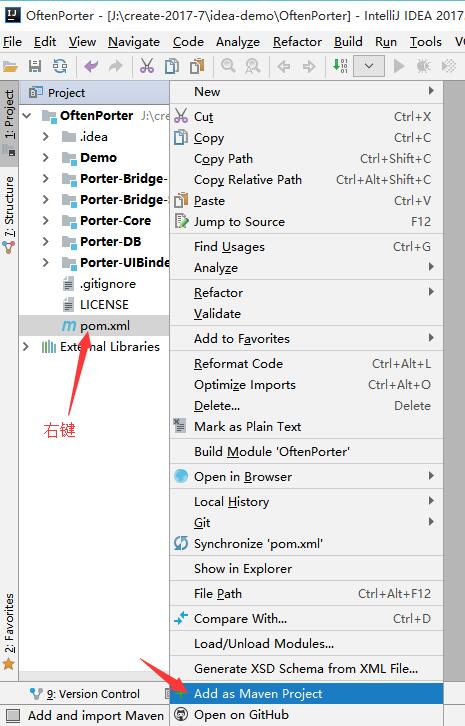 OftenPorter - [J:\create-2017-7\idea-demo\OftenPorter] - IntelliJ IDEA 2017.
File Edit View Navigate Code Analyze Refactor Build Run Tools V
Project
1: Project
7: Structure
2: Favorites
OftenPorter J:\cre
.idea
Demo
Porter-Bridge-
Porter-Bridge-
Porter-Core
Porter-DB
Porter-UIBinde
.gitignore
LICENSE
pom.xml
External Libraries
右键
New
Cut Ctrl+X
Copy Ctrl+C
Copy Path Ctrl+Shift+C
Copy Relative Path Ctrl+Alt+Shift+C
Paste Ctrl+V
Jump to Source F12
Find Usages Ctrl+G
Analyze
Refactor
Validate
Add to Favorites
Reformat Code Ctrl+Alt+L
Optimize Imports Ctrl+Alt+O
Delete... Delete
Mark as Plain Text
Build Module 'OftenPorter'
Open in Browser
Local History
Git
Synchronize 'pom.xml'
Show in Explorer
File Path Ctrl+Alt+F12
Compare With... Ctrl+D
Load/Unload Modules...
Generate XSD Schema from XML File...
Add as Maven Project
Open on GitHub
9: Version Control
Add and import Maven